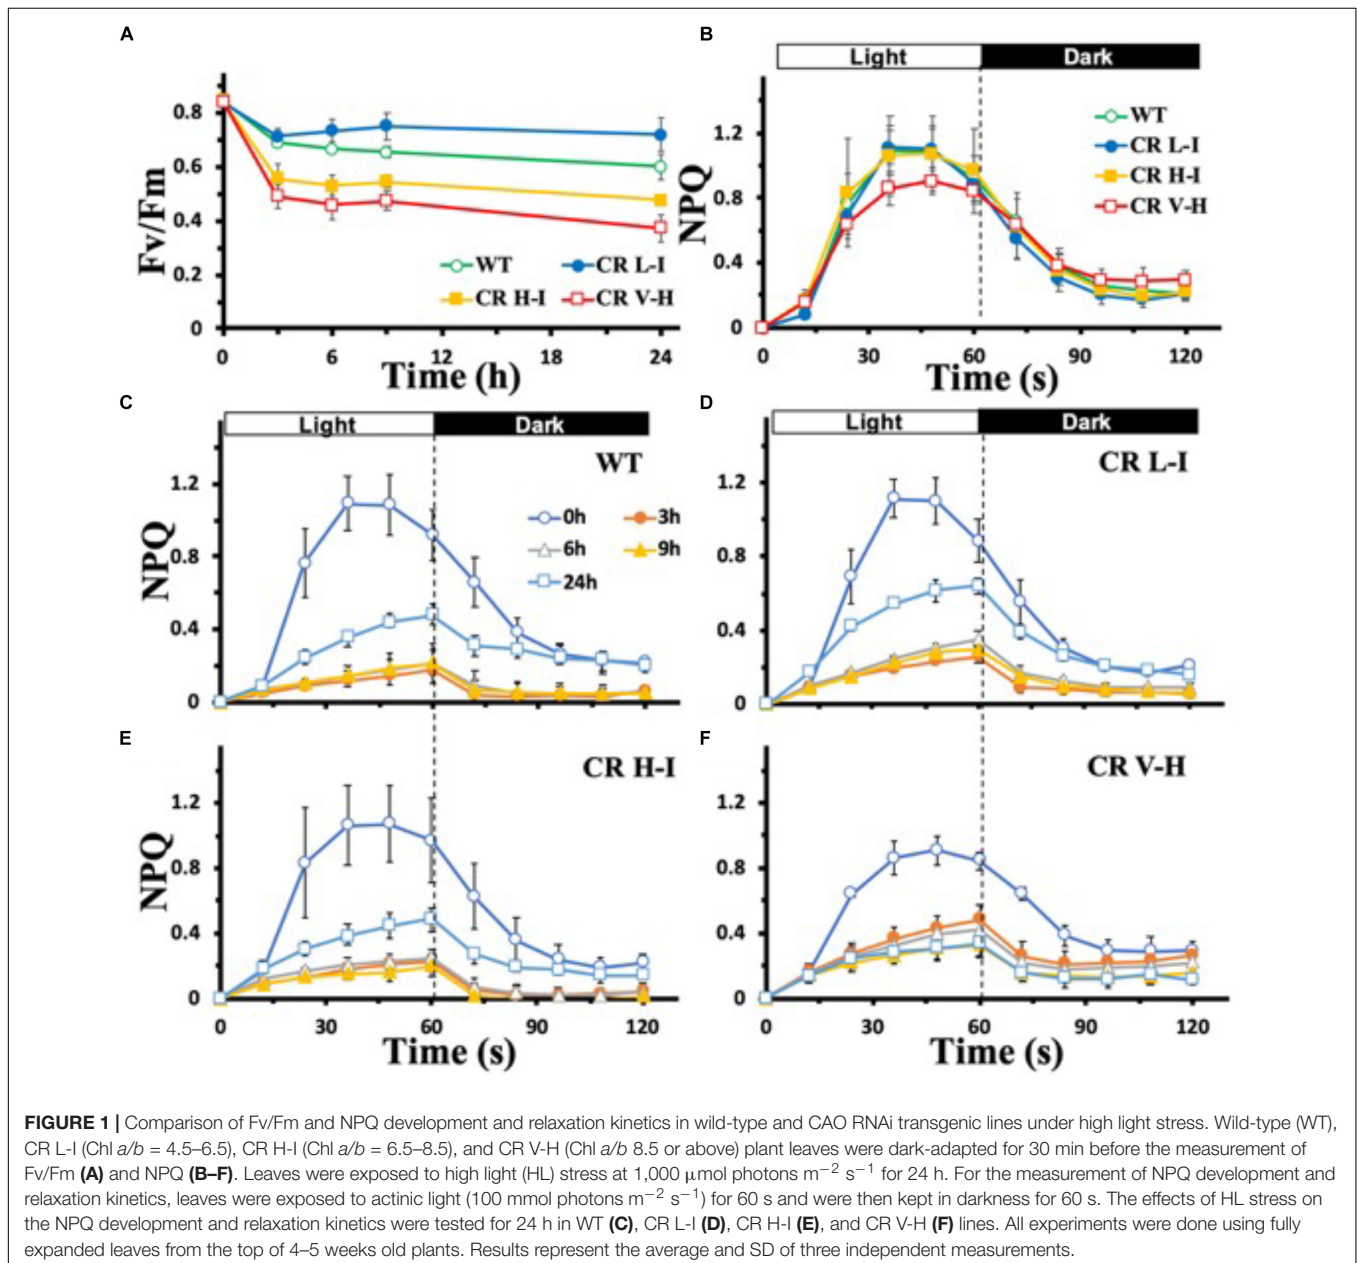 A
Fv/Fm
0.8
0.6
0.4
0.2
0
WT
CR L-I
CR H-I
CR V-H
0
6
12
18
24
Time (h)
B
Light
Dark
NPQ
1.2
0.8
0.4
0
WT
CR L-I
CR H-I
CR V-H
0
30
60
90
120
Time (s)
C
Light
Dark
WT
NPQ
1.2
0.8
0.4
0
0h
3h
6h
9h
24h
D
Light
Dark
CR L-I
1.2
0.8
0.4
0
E
CR H-I
NPQ
1.2
0.8
0.4
0
0
30
60
90
120
Time (s)
F
CR V-H
1.2
0.8
0.4
0
0
30
60
90
120
Time (s)
FIGURE 1 | Comparison of Fv/Fm and NPQ development and relaxation kinetics in wild-type and CAO RNAi transgenic lines under high light stress. Wild-type (WT),
CR L-I (Chl a/b = 4.5–6.5), CR H-I (Chl a/b = 6.5–8.5), and CR V-H (Chl a/b 8.5 or above) plant leaves were dark-adapted for 30 min before the measurement of
Fv/Fm (A) and NPQ (B–F). Leaves were exposed to high light (HL) stress at 1,000 μmol photons m−2 s−1 for 24 h. For the measurement of NPQ development and
relaxation kinetics, leaves were exposed to actinic light (100 mmol photons m−2 s−1) for 60 s and were then kept in darkness for 60 s. The effects of HL stress on
the NPQ development and relaxation kinetics were tested for 24 h in WT (C), CR L-I (D), CR H-I (E), and CR V-H (F) lines. All experiments were done using fully
expanded leaves from the top of 4–5 weeks old plants. Results represent the average and SD of three independent measurements.